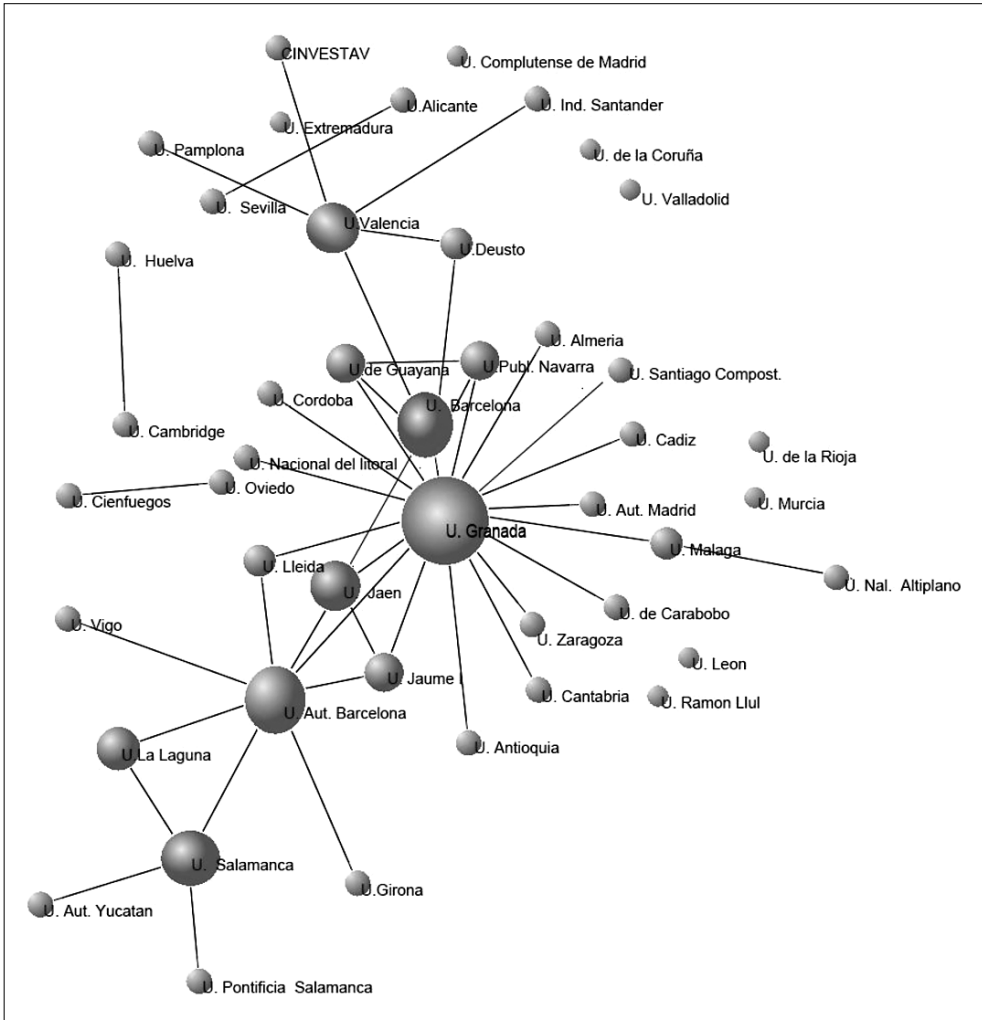 CINVESTAV
U. Complutense de Madrid
U.Alicante
U. Ind. Santander
U. Extremadura
U. Pamplona
U. de la Coruña
U. Valladolid
U. Sevilla
U.Valencia
U.Deusto
U. Huelva
U. Almeria
U.de Guayana
U.Publ. Navarra
U. Santiago Compost.
U. Cordoba
U. Barcelona
U. Cambridge
U. Cadiz
U. de la Rioja
U. Nacional del litoral
U. Oviedo
U. Cienfuegos
U. Murcia
U. Aut. Madrid
U. Granada
U. Malaga
U. Lleida
U. Jaen
U. Nal. Altiplano
U. de Carabobo
U. Vigo
U. Zaragoza
U. Leon
U. Jaume I
U. Cantabria
U. Ramon Llul
U. Aut. Barcelona
U. Antioquia
U.La Laguna
U. Salamanca
U.Girona
U. Aut. Yucatan
U. Pontificia Salamanca